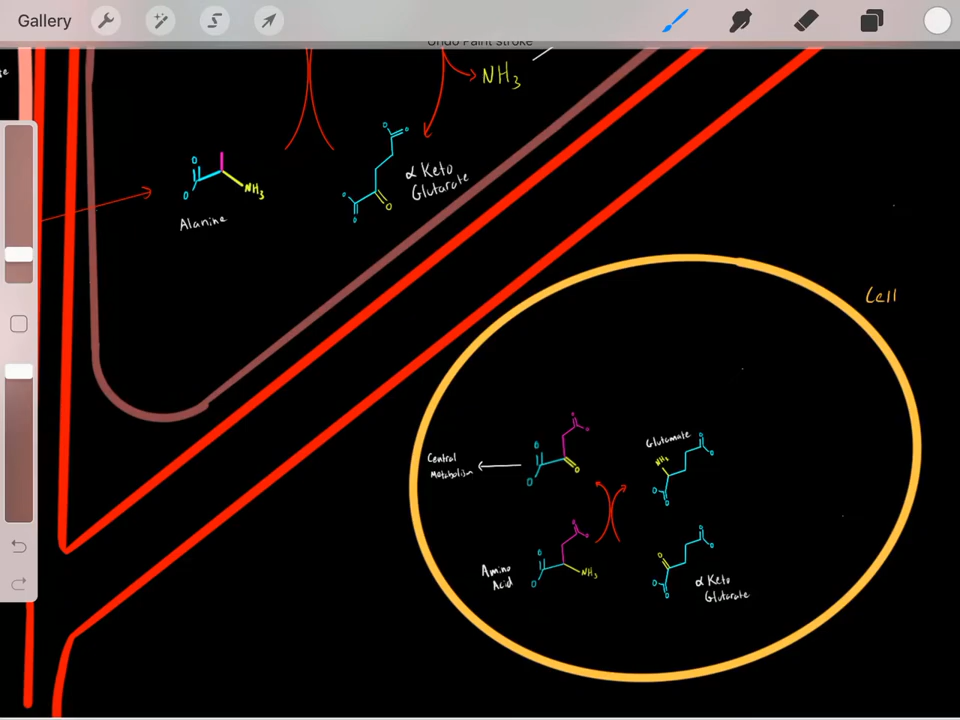 Gallery
Undo Paint stroke
se
NH3
O
O
α Keto
Glutarate
O
O
O
O
O
NH3
Alanine
Cell
O
O
O
O
O
Central
Metabolism
Glutamate
NH3
O
O
O
O
O
O
O
O
NH3
Amino
Acid
O
O
O
O
O
α Keto
Glutarate